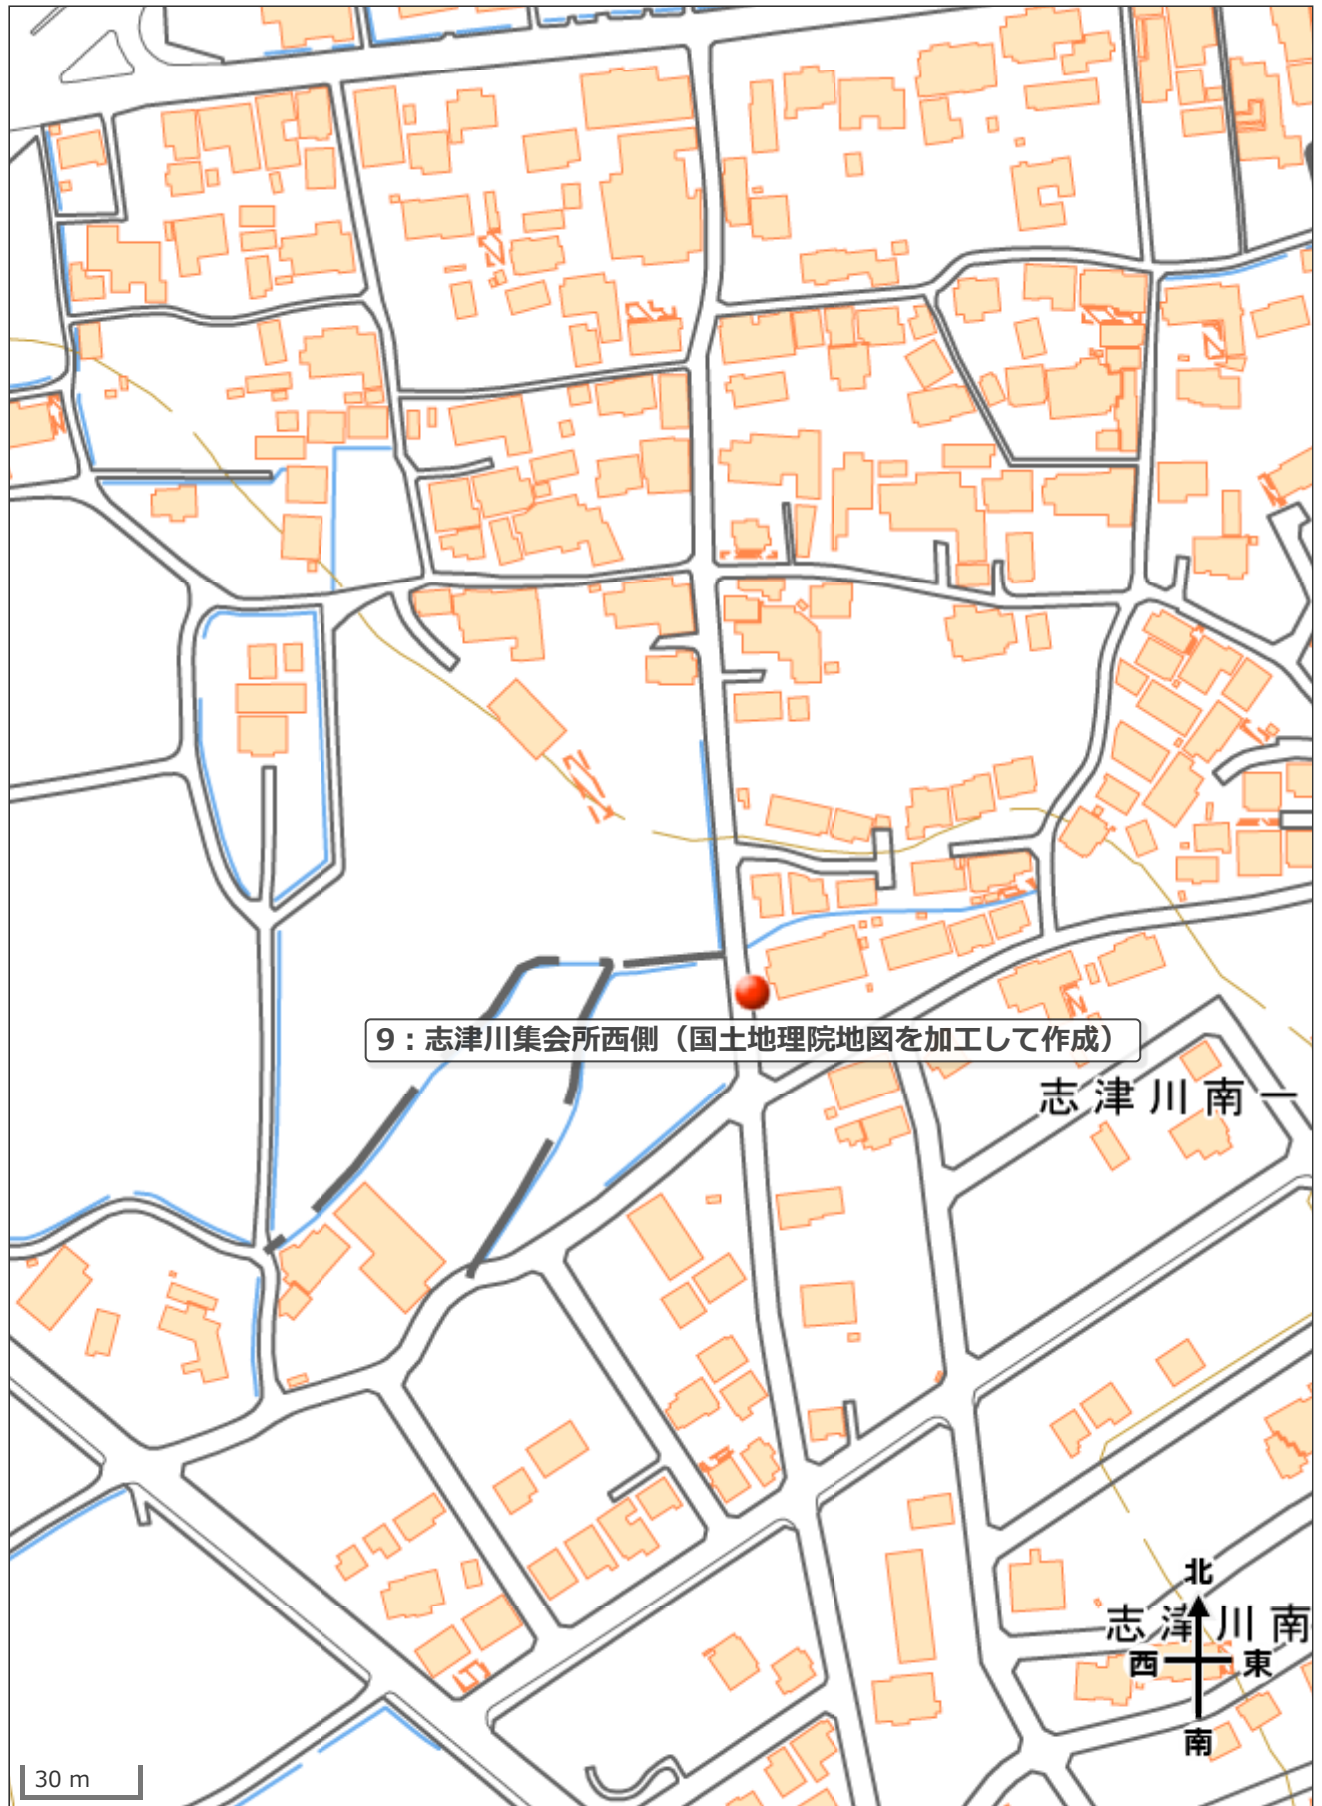 9：志津川集会所西側（国土地理院地図を加工して作成）
志津川南一
北
志津川南
西
東
南
30 m